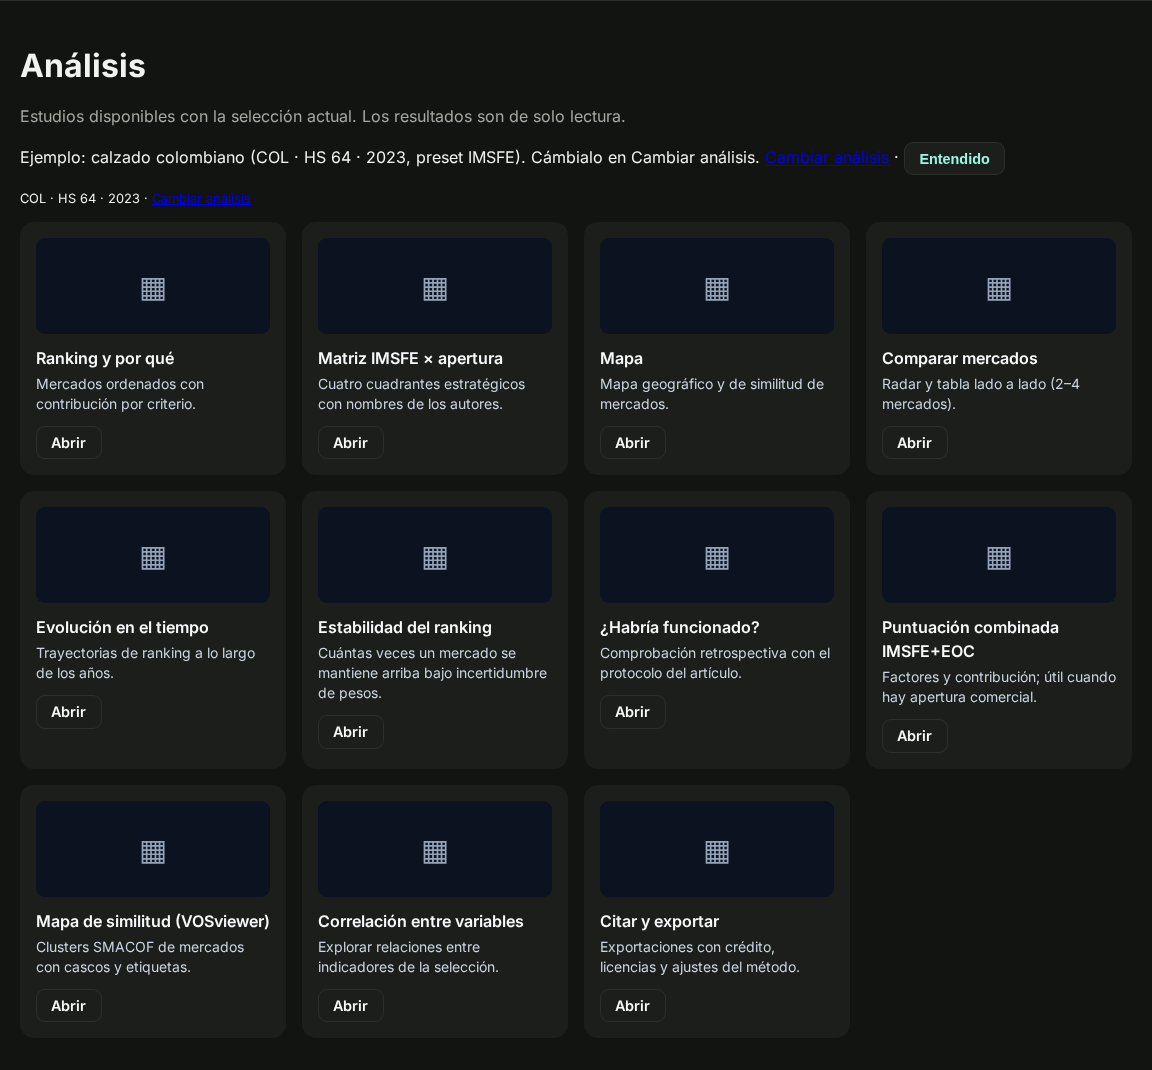 Análisis
Estudios disponibles con la selección actual. Los resultados son de solo lectura.
Ejemplo: calzado colombiano (COL · HS 64 · 2023, preset IMSFE). Cámbialo en Cambiar análisis. Cambiar análisis · Entendido
COL · HS 64 · 2023 · Cambiar análisis
Ranking y por qué
Mercados ordenados con
contribución por criterio.
Abrir
Matriz IMSFE × apertura
Cuatro cuadrantes estratégicos
con nombres de los autores.
Abrir
Mapa
Mapa geográfico y de similitud de
mercados.
Abrir
Comparar mercados
Radar y tabla lado a lado (2–4
mercados).
Abrir
Evolución en el tiempo
Trayectorias de ranking a lo largo
de los años.
Abrir
Estabilidad del ranking
Cuántas veces un mercado se
mantiene arriba bajo incertidumbre
de pesos.
Abrir
¿Habría funcionado?
Comprobación retrospectiva con el
protocolo del artículo.
Abrir
Puntuación combinada
IMSFE+EOC
Factores y contribución; útil cuando
hay apertura comercial.
Abrir
Mapa de similitud (VOSviewer)
Clusters SMACOF de mercados
con cascos y etiquetas.
Abrir
Correlación entre variables
Explorar relaciones entre
indicadores de la selección.
Abrir
Citar y exportar
Exportaciones con crédito,
licencias y ajustes del método.
Abrir